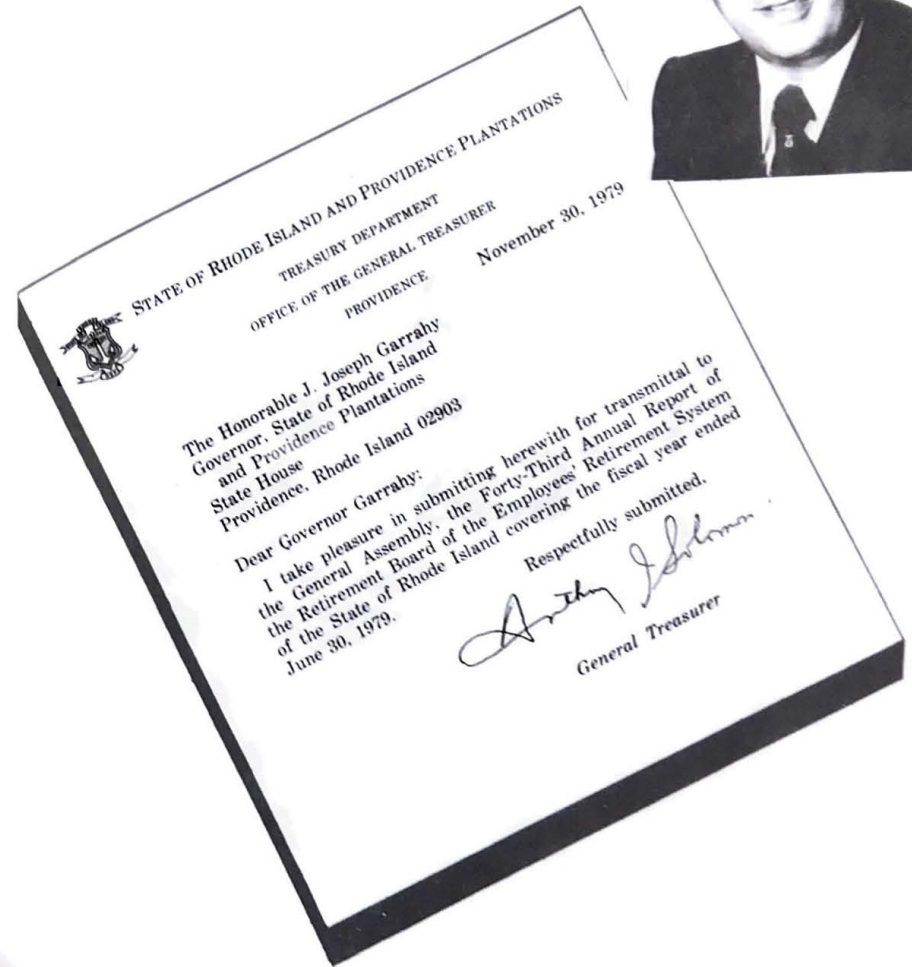 STATE OF RHODE ISLAND AND PROVIDENCE PLANTATIONS
TREASURY DEPARTMENT
OFFICE OF THE GENERAL TREASURER
PROVIDENCE
November 30, 1979
The Honorable J. Joseph Garrahy
Governor, State of Rhode Island
and Providence Plantations
State House
Providence, Rhode Island 02903
Dear Governor Garrahy:
I take pleasure in submitting herewith for transmittal to
the General Assembly, the Forty-Third Annual Report of
the Retirement Board of the Employees' Retirement System
of the State of Rhode Island covering the fiscal year ended
June 30, 1979.
Respectfully submitted,
Anthony J Solomon
General Treasurer